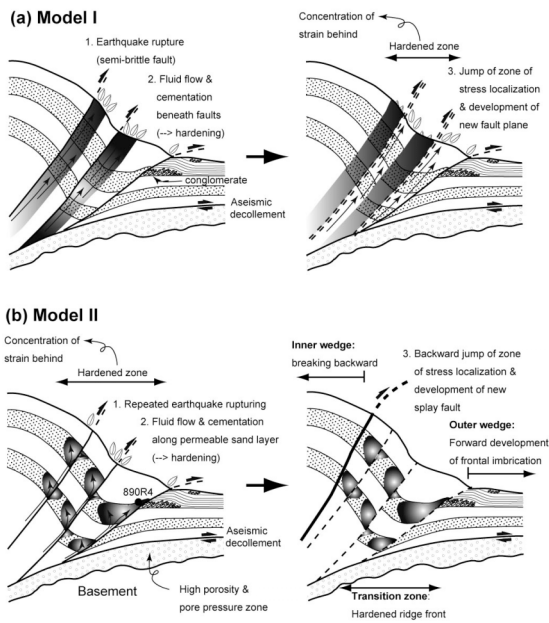 (a) Model I
1. Earthquake rupture
(semi-brittle fault)
2. Fluid flow &
cementation
beneath faults
(--> hardening)
conglomerate
Aseismic
decollement
Concentration of
strain behind
Hardened zone
3. Jump of zone of
stress localization
& development of
new fault plane
(b) Model II
Concentration of
strain behind
Hardened zone
1. Repeated earthquake rupturing
2. Fluid flow & cementation
along permeable sand layer
(--> hardening)
890R4
Aseismic
decollement
Basement
High porosity &
pore pressure zone
Inner wedge:
breaking backward
3. Backward jump of zone
of stress localization &
development of new
splay fault
Outer wedge:
Forward development
of frontal imbrication
Transition zone:
Hardened ridge front